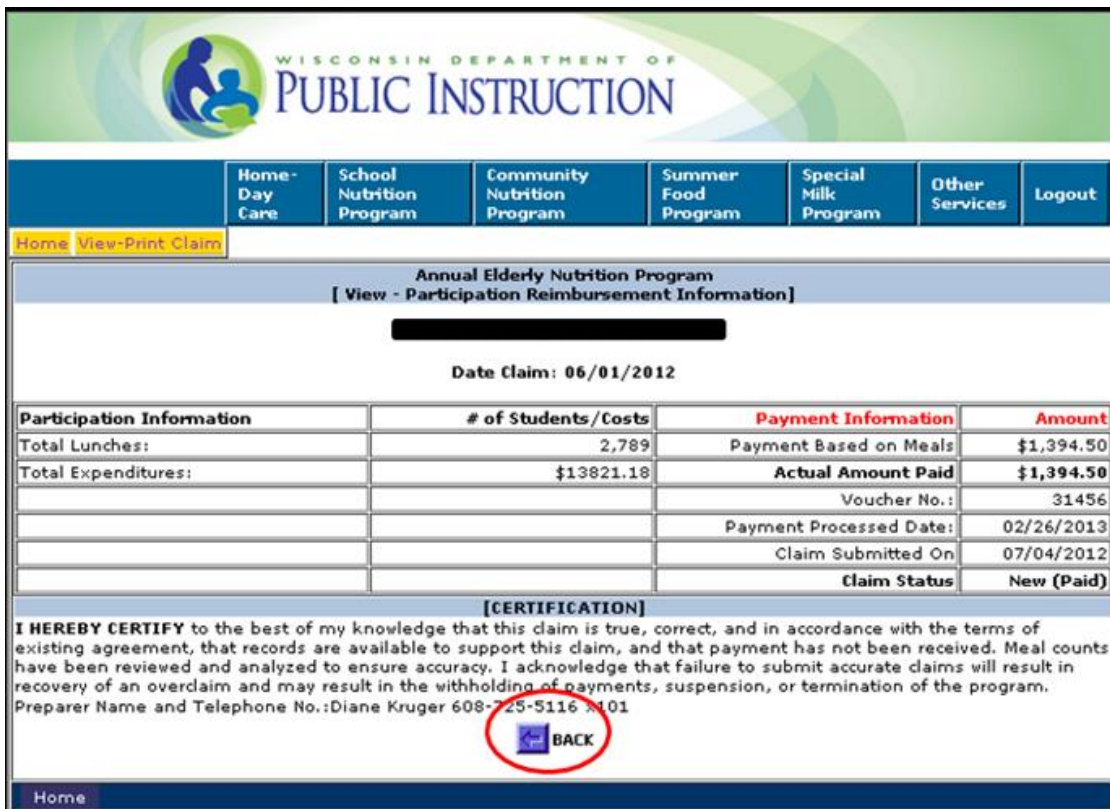 WISCONSIN DEPARTMENT OF
PUBLIC INSTRUCTION
Home-Day Care School Nutrition Program Community Nutrition Program Summer Food Program Special Milk Program Other Services Logout
Home View-Print Claim
Annual Elderly Nutrition Program
[ View - Participation Reimbursement Information]
Date Claim: 06/01/2012
Participation Information # of Students/Costs Payment Information Amount
Total Lunches: 2,789 Payment Based on Meals $1,394.50
Total Expenditures: $13821.18 Actual Amount Paid $1,394.50
Voucher No.: 31456
Payment Processed Date: 02/26/2013
Claim Submitted On 07/04/2012
Claim Status New (Paid)
[CERTIFICATION]
I HEREBY CERTIFY to the best of my knowledge that this claim is true, correct, and in accordance with the terms of
existing agreement, that records are available to support this claim, and that payment has not been received. Meal counts
have been reviewed and analyzed to ensure accuracy. I acknowledge that failure to submit accurate claims will result in
recovery of an overclaim and may result in the withholding of payments, suspension, or termination of the program.
Preparer Name and Telephone No.:Diane Kruger 608-725-5116 X101
BACK
Home